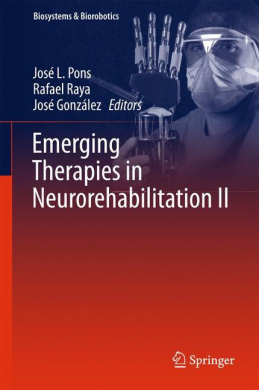 Biosystems & Biorobotics
José L. Pons
Rafael Raya
José González Editors
Emerging
Therapies in
Neurorehabilitation II
Springer